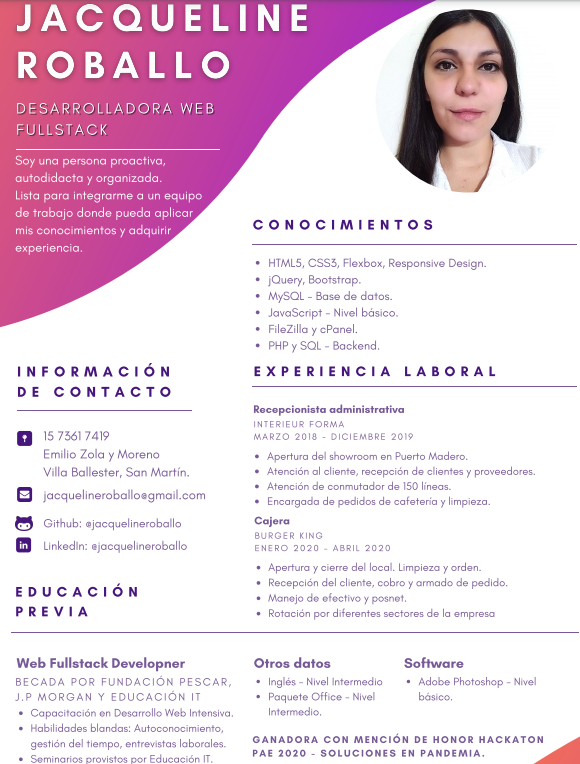 JACQUELINE
ROBALLO
DESARROLLADORA WEB
FULLSTACK
Soy una persona proactiva,
autodidacta y organizada.
Lista para integrarme a un equipo
de trabajo donde pueda aplicar
mis conocimientos y adquirir
experiencia.
CONOCIMIENTOS
• HTML5, CSS3, Flexbox, Responsive Design.
• jQuery, Bootstrap.
• MySQL - Base de datos.
• JavaScript - Nivel básico.
• FileZilla y cPanel.
• PHP y SQL - Backend.
INFORMACIÓN
DE CONTACTO
15 7361 7419
Emilio Zola y Moreno
Villa Ballester, San Martín.
jacquelineroballo@gmail.com
Github: @jacquelineroballo
LinkedIn: @jacquelineroballo
EXPERIENCIA LABORAL
Recepcionista administrativa
INTERIEUR FORMA
MARZO 2018 - DICIEMBRE 2019
• Apertura del showroom en Puerto Madero.
• Atención al cliente, recepción de clientes y proveedores.
• Atención de conmutador de 150 líneas.
• Encargada de pedidos de cafetería y limpieza.
Cajera
BURGER KING
ENERO 2020 - ABRIL 2020
• Apertura y cierre del local. Limpieza y orden.
• Recepción del cliente, cobro y armado de pedido.
• Manejo de efectivo y posnet.
• Rotación por diferentes sectores de la empresa
EDUCACIÓN
PREVIA
Web Fullstack Developner
BECADA POR FUNDACIÓN PESCAR,
J.P MORGAN Y EDUCACIÓN IT
• Capacitación en Desarrollo Web Intensiva.
• Habilidades blandas: Autoconocimiento,
gestión del tiempo, entrevistas laborales.
• Seminarios provistos por Educación IT.
Otros datos
• Inglés - Nivel Intermedio
• Paquete Office - Nivel
Intermedio.
Software
• Adobe Photoshop - Nivel
básico.
GANADORA CON MENCIÓN DE HONOR HACKATON
PAE 2020 - SOLUCIONES EN PANDEMIA.